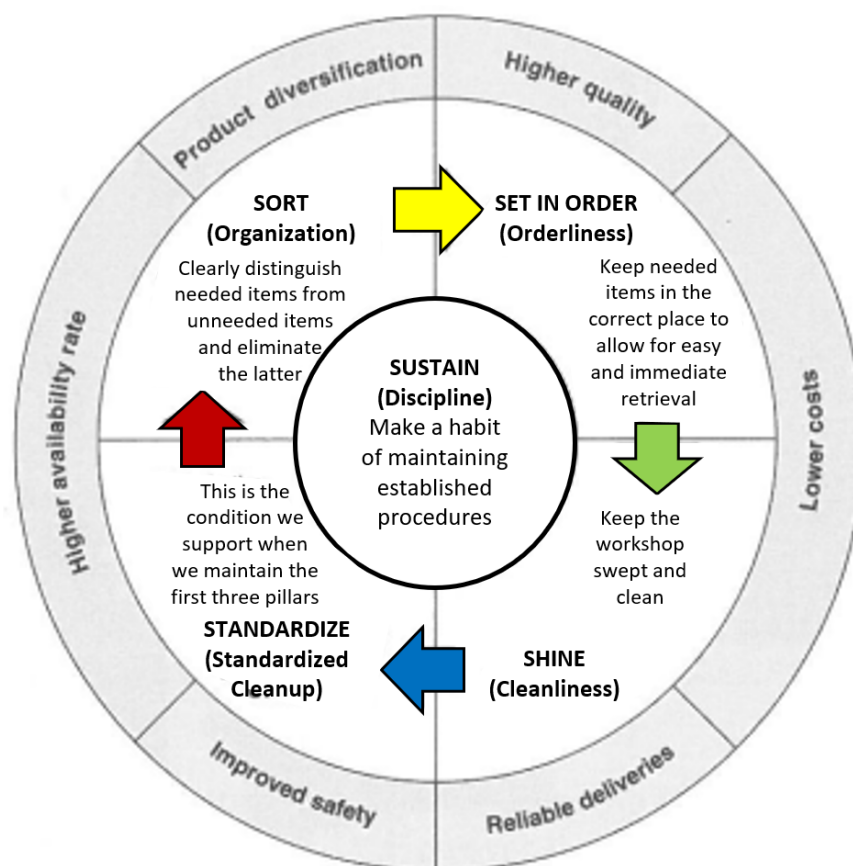 Product diversification
Higher quality
Lower costs
Reliable deliveries
Improved safety
Higher availability rate
SORT
(Organization)
Clearly distinguish
needed items from
unneeded items
and eliminate
the latter
SET IN ORDER
(Orderliness)
Keep needed
items in the
correct place to
allow for easy
and immediate
retrieval
SUSTAIN
(Discipline)
Make a habit
of maintaining
established
procedures
Keep the
workshop
swept and
clean
SHINE
(Cleanliness)
This is the
condition we
support when
we maintain the
first three pillars
STANDARDIZE
(Standardized
Cleanup)